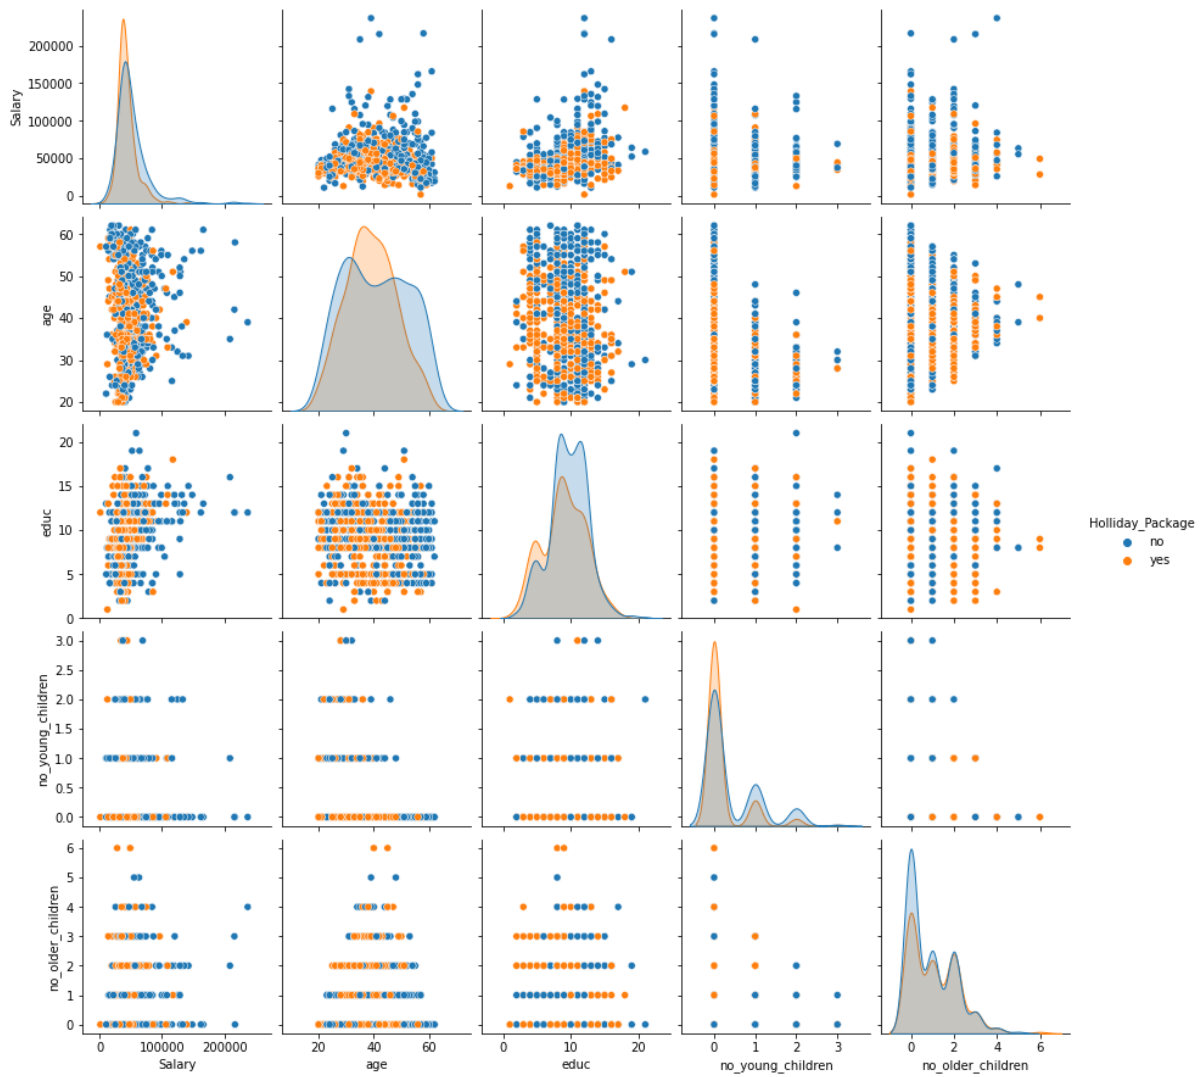 Salary
200000
150000
100000
50000
0
age
60
50
40
30
20
educ
20
15
10
5
0
Holliday_Package
no
yes
no_young_children
3.0
2.5
2.0
1.5
1.0
0.5
0.0
no_older_children
6
5
4
3
2
1
0
0 100000 200000
Salary
20 40 60
age
0 10 20
educ
0 1 2 3
no_young_children
0 2 4 6
no_older_children